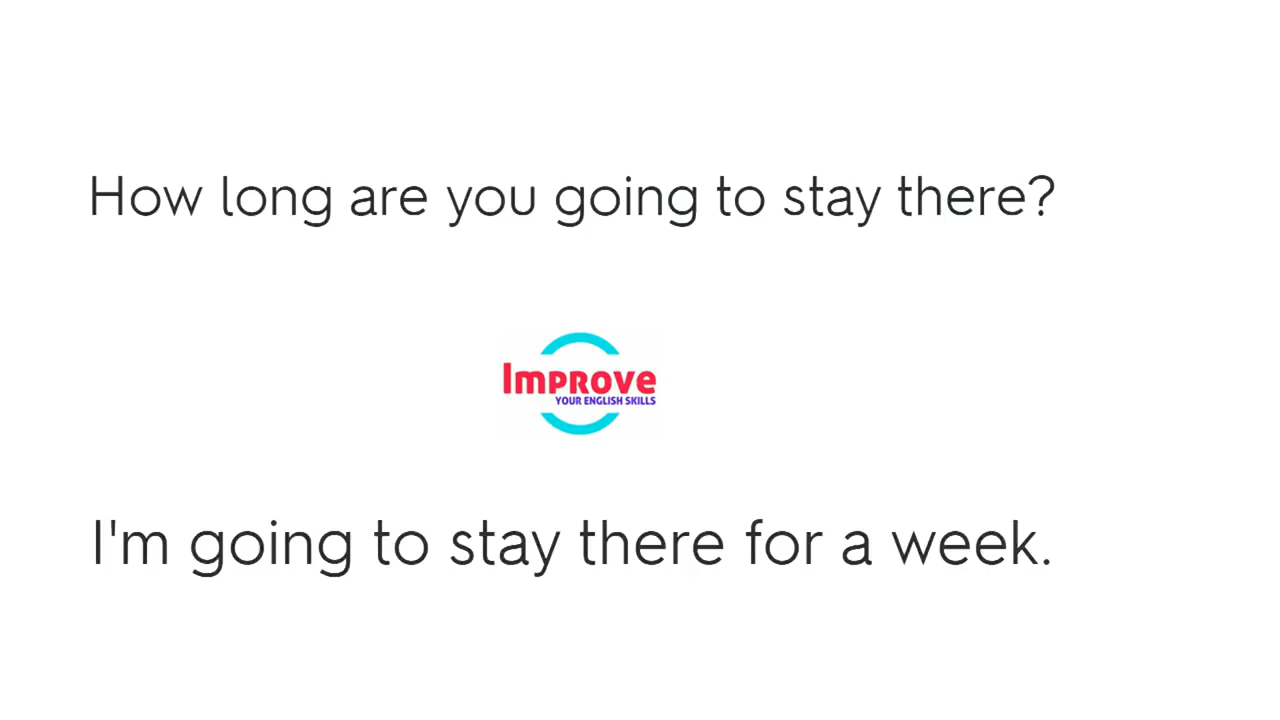 How long are you going to stay there?
Improve
YOUR ENGLISH SKILLS
I'm going to stay there for a week.